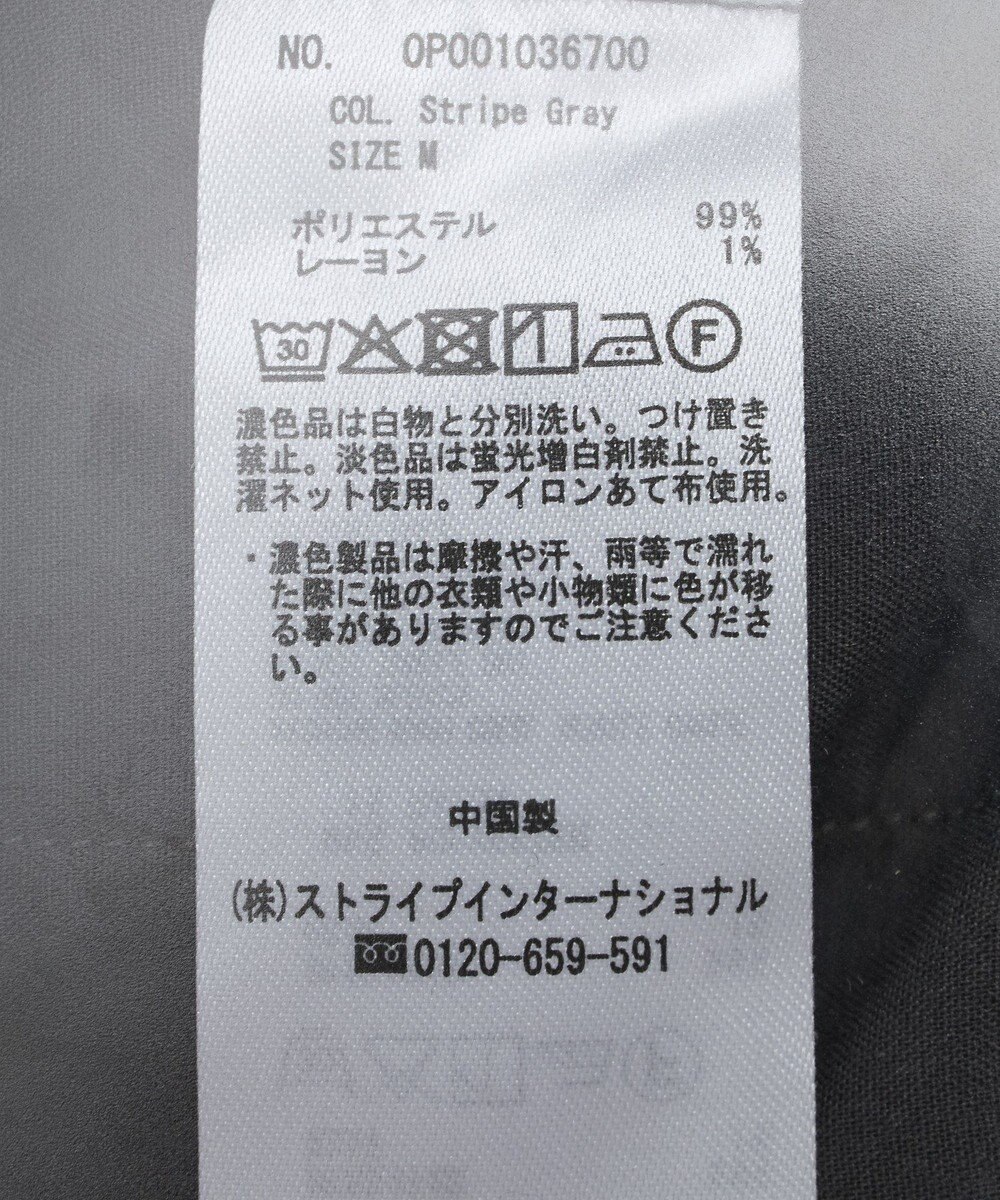 NO. OP001036700
COL. Stripe Gray
SIZE M
ポリエステル 99%
レーヨン 1%
30
F
濃色品は白物と分別洗い。つけ置き
禁止。淡色品は蛍光増白剤禁止。洗
濯ネット使用。アイロンあて布使用。
・濃色製品は摩擦や汗、雨等で濡れ
た際に他の衣類や小物類に色が移
る事がありますのでご注意くださ
い。
中国製
(株)ストライプインターナショナル
0120-659-591